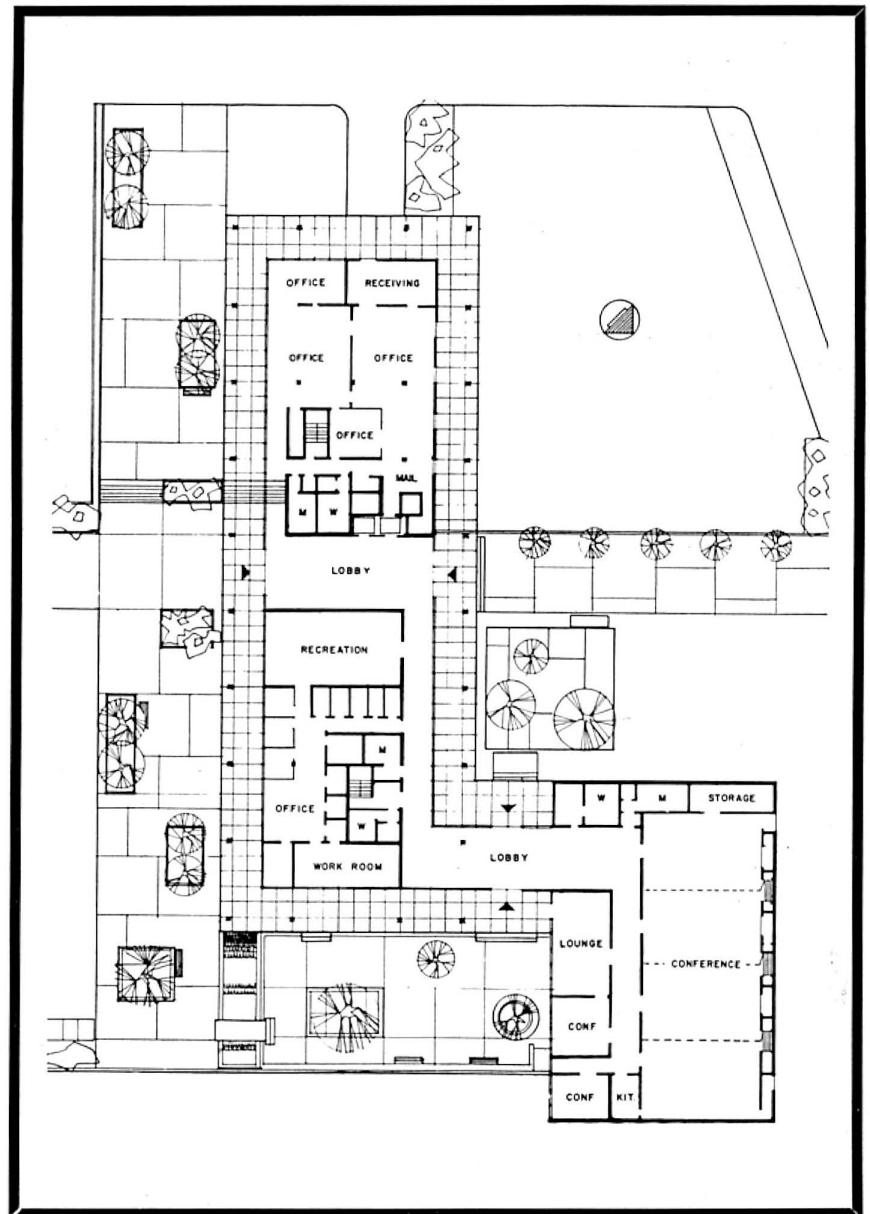 OFFICE RECEIVING
OFFICE OFFICE
OFFICE
MAIL
M W
LOBBY
RECREATION
M
OFFICE
W
WORK ROOM
W M STORAGE
LOBBY
LOUNGE
CONFERENCE
CONF
CONF KIT.